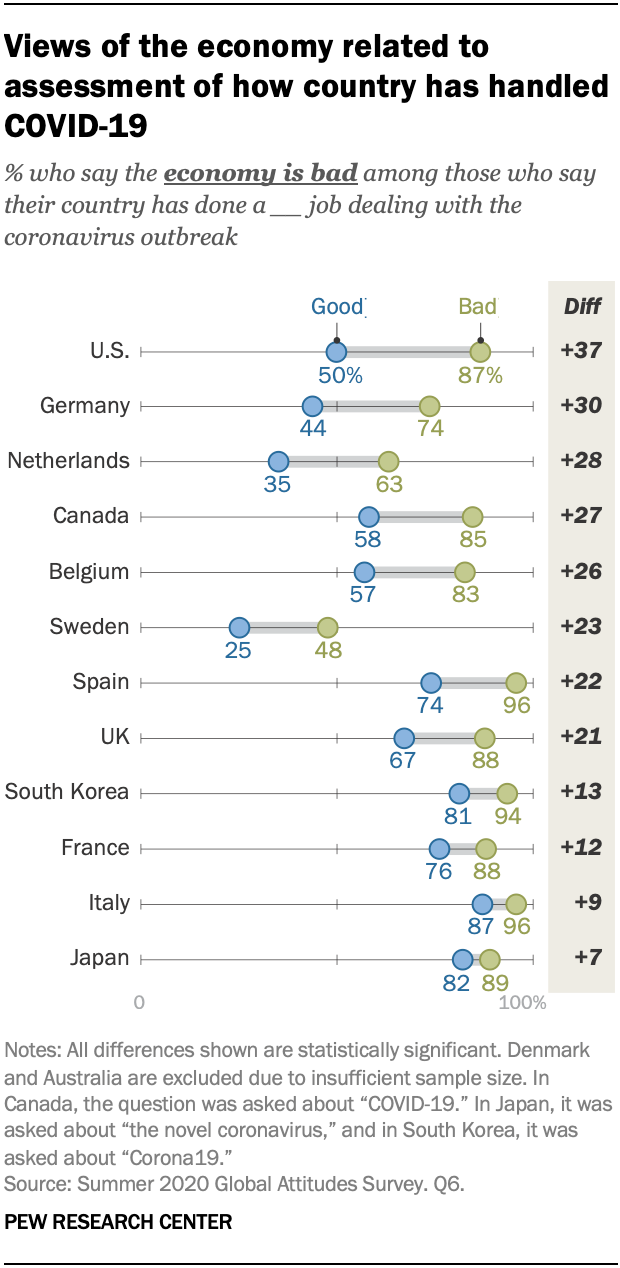 Views of the economy related to
assessment of how country has handled
COVID-19
% who say the economy is bad among those who say
their country has done a __ job dealing with the
coronavirus outbreak
Good Bad Diff
U.S. 50% 87% +37
Germany 44 74 +30
Netherlands 35 63 +28
Canada 58 85 +27
Belgium 57 83 +26
Sweden 25 48 +23
Spain 74 96 +22
UK 67 88 +21
South Korea 81 94 +13
France 76 88 +12
Italy 87 96 +9
Japan 82 89 +7
0 100%
Notes: All differences shown are statistically significant. Denmark
and Australia are excluded due to insufficient sample size. In
Canada, the question was asked about “COVID-19.” In Japan, it was
asked about “the novel coronavirus,” and in South Korea, it was
asked about “Corona19.”
Source: Summer 2020 Global Attitudes Survey. Q6.
PEW RESEARCH CENTER